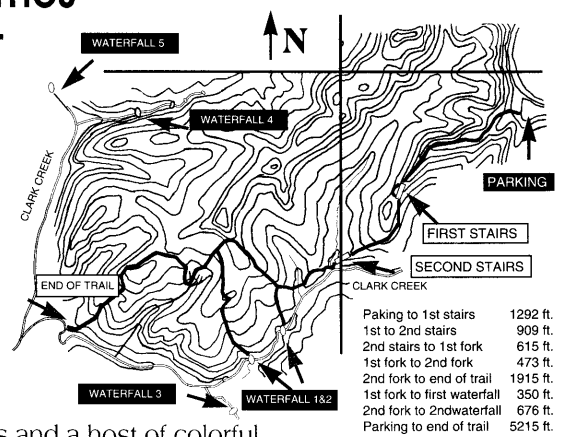 WATERFALL 5
N
WATERFALL 4
CLARK CREEK
PARKING
FIRST STAIRS
SECOND STAIRS
END OF TRAIL
CLARK CREEK
WATERFALL 3
WATERFALL 1&2
Paking to 1st stairs 1292 ft.
1st to 2nd stairs 909 ft.
2nd stairs to 1st fork 615 ft.
1st fork to 2nd fork 473 ft.
2nd fork to end of trail 1915 ft.
1st fork to first waterfall 350 ft.
2nd fork to 2ndwaterfall 676 ft.
Parking to end of trail 5215 ft.
and a host of colorful